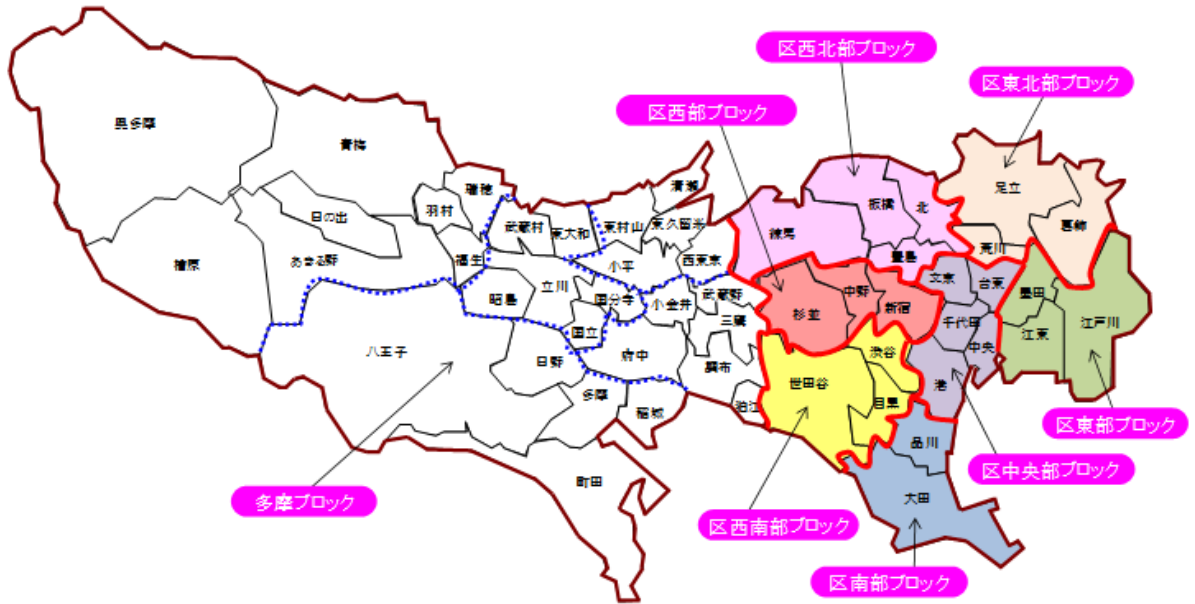 区西北部ブロック
区東北部ブロック
区西部ブロック
奥多摩
青梅
瑞穂
羽村
日の出
檜原
あきる野
福生
武蔵村
東大和
東村山
清瀬
東久留米
西東京
小平
昭島
立川
国分寺
小金井
武蔵野
三鷹
国立
八王子
日野
府中
調布
多摩
稲城
狛江
町田
練馬
板橋
北
豊島
足立
葛飾
荒川
杉並
中野
新宿
文京
台東
千代田
中央
港
墨田
江東
江戸川
渋谷
世田谷
目黒
品川
大田
区東部ブロック
区中央部ブロック
多摩ブロック
区西南部ブロック
区南部ブロック